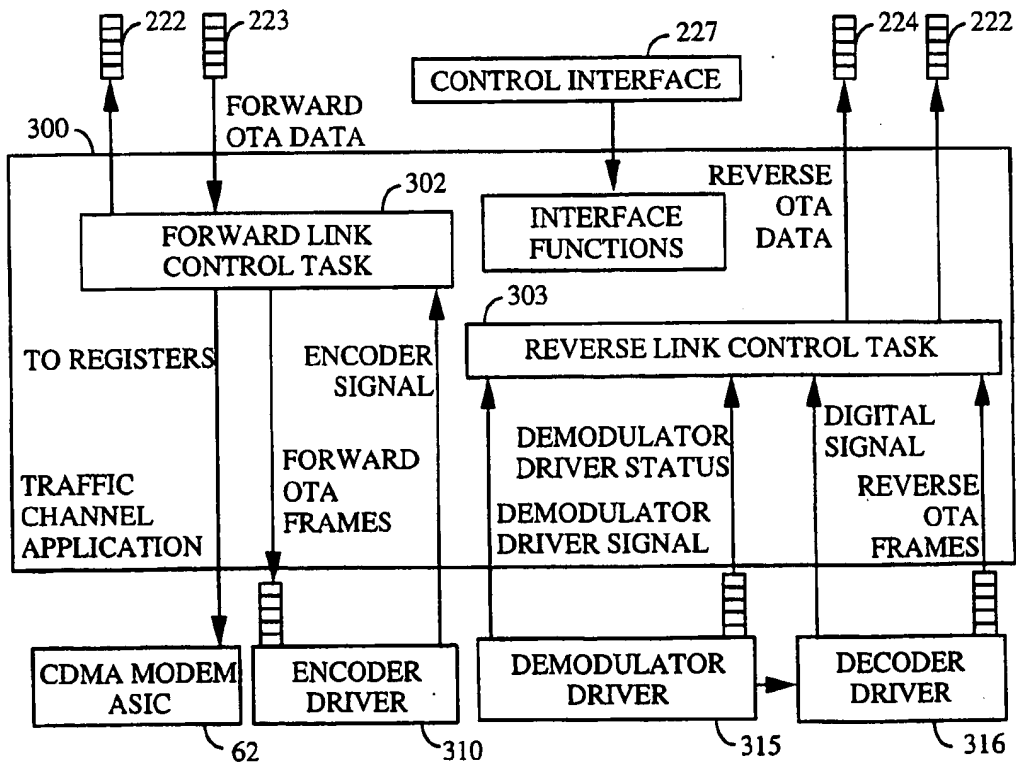 222
223
227
224
222
CONTROL INTERFACE
FORWARD
OTA DATA
300
302
REVERSE
OTA
DATA
FORWARD LINK
CONTROL TASK
INTERFACE
FUNCTIONS
303
REVERSE LINK CONTROL TASK
TO REGISTERS
ENCODER
SIGNAL
DEMODULATOR
DRIVER STATUS
DIGITAL
SIGNAL
FORWARD
OTA
FRAMES
TRAFFIC
CHANNEL
APPLICATION
DEMODULATOR
DRIVER SIGNAL
REVERSE
OTA
FRAMES
CDMA MODEM
ASIC
ENCODER
DRIVER
DEMODULATOR
DRIVER
DECODER
DRIVER
62
310
315
316